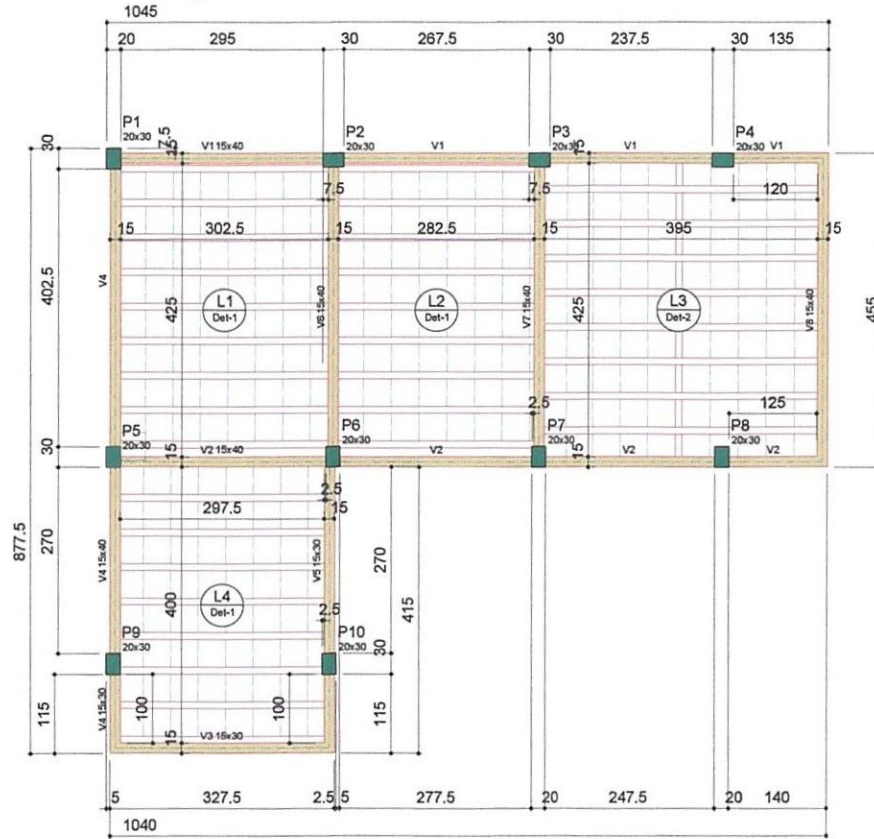 1045
20 295 30 267.5 30 237.5 30 135
P1
20x30
P2
20x30
P3
20x30
P4
20x30
30
7.5
15
V1 15x40
V1
15
V1
V1
7.5
7.5
120
15 302.5 15 282.5 15 395 15
402.5
V4
425
V6 15x40
V7 15x40
425
V8 15x40
455
L1
Det-1
L2
Det-1
L3
Det-2
2.5
125
P5
20x30
P6
20x30
P7
20x30
P8
20x30
30
V2 15x40
15
V2
15
V2
V2
2.5
297.5 15
877.5
270
V4 15x40
V5 15x30
270
L4
Det-1
400
415
2.5
P9
20x30
P10
20x30
30
115
V4 15x30
100
100
115
15
V3 15x30
5 327.5 2.5 5 277.5 20 247.5 20 140
1040